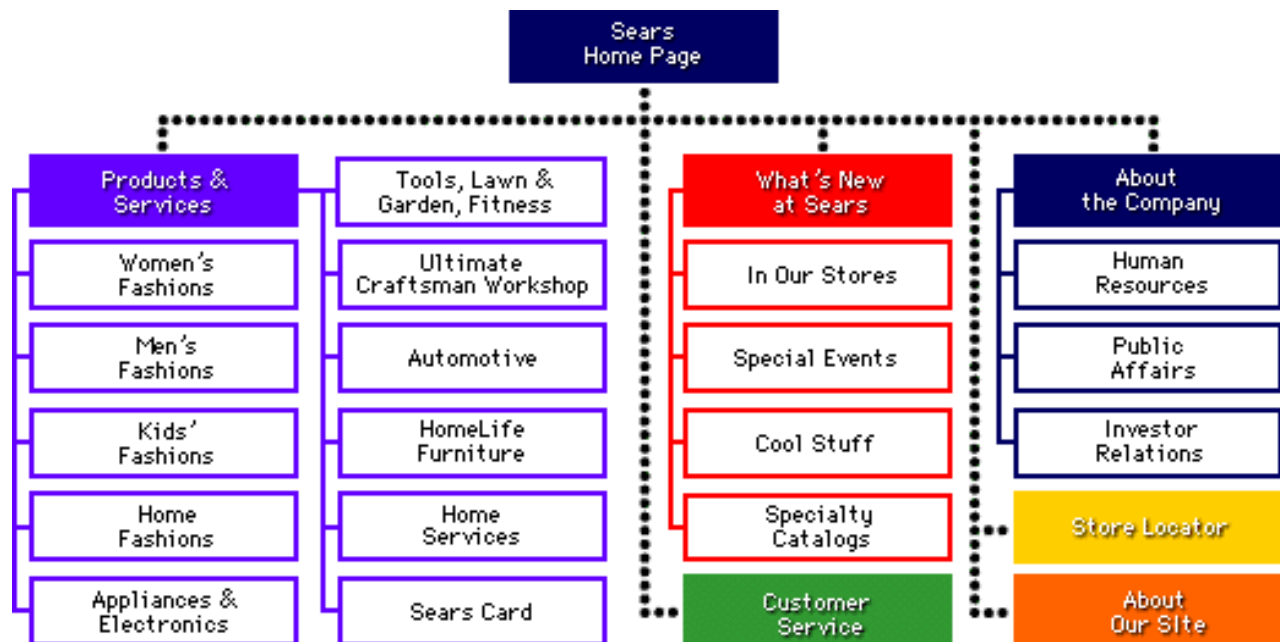 Sears
Home Page
Products &
Services
Women's
Fashions
Men's
Fashions
Kids'
Fashions
Home
Fashions
Appliances &
Electronics
Tools, Lawn &
Garden, Fitness
Ultimate
Craftsman Workshop
Automotive
HomeLife
Furniture
Home
Services
Sears Card
What's New
at Sears
In Our Stores
Special Events
Cool Stuff
Specialty
Catalogs
Customer
Service
About
the Company
Human
Resources
Public
Affairs
Investor
Relations
Store Locator
About
Our SIte